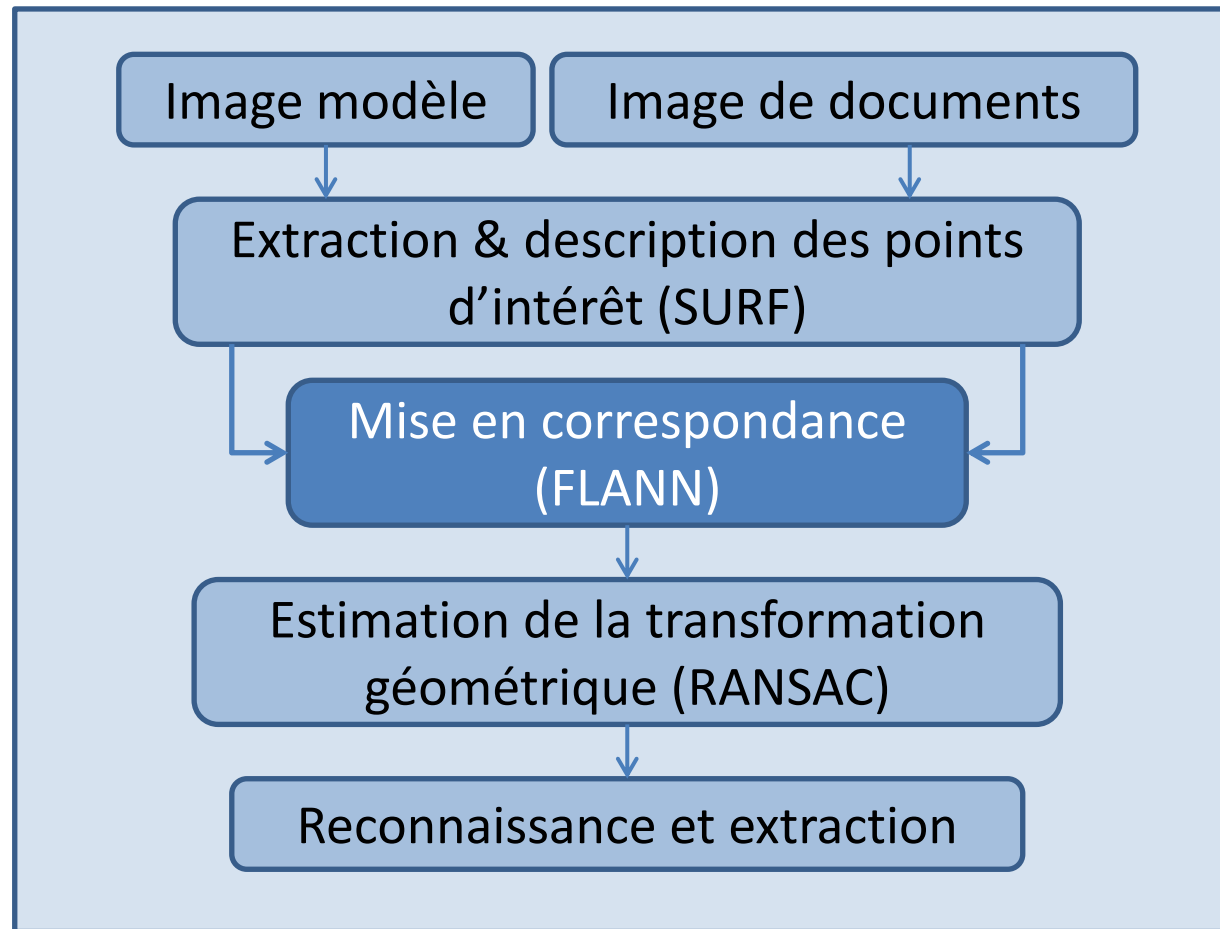 Image modèle
Image de documents
Extraction & description des points
d’intérêt (SURF)
Mise en correspondance
(FLANN)
Estimation de la transformation
géométrique (RANSAC)
Reconnaissance et extraction